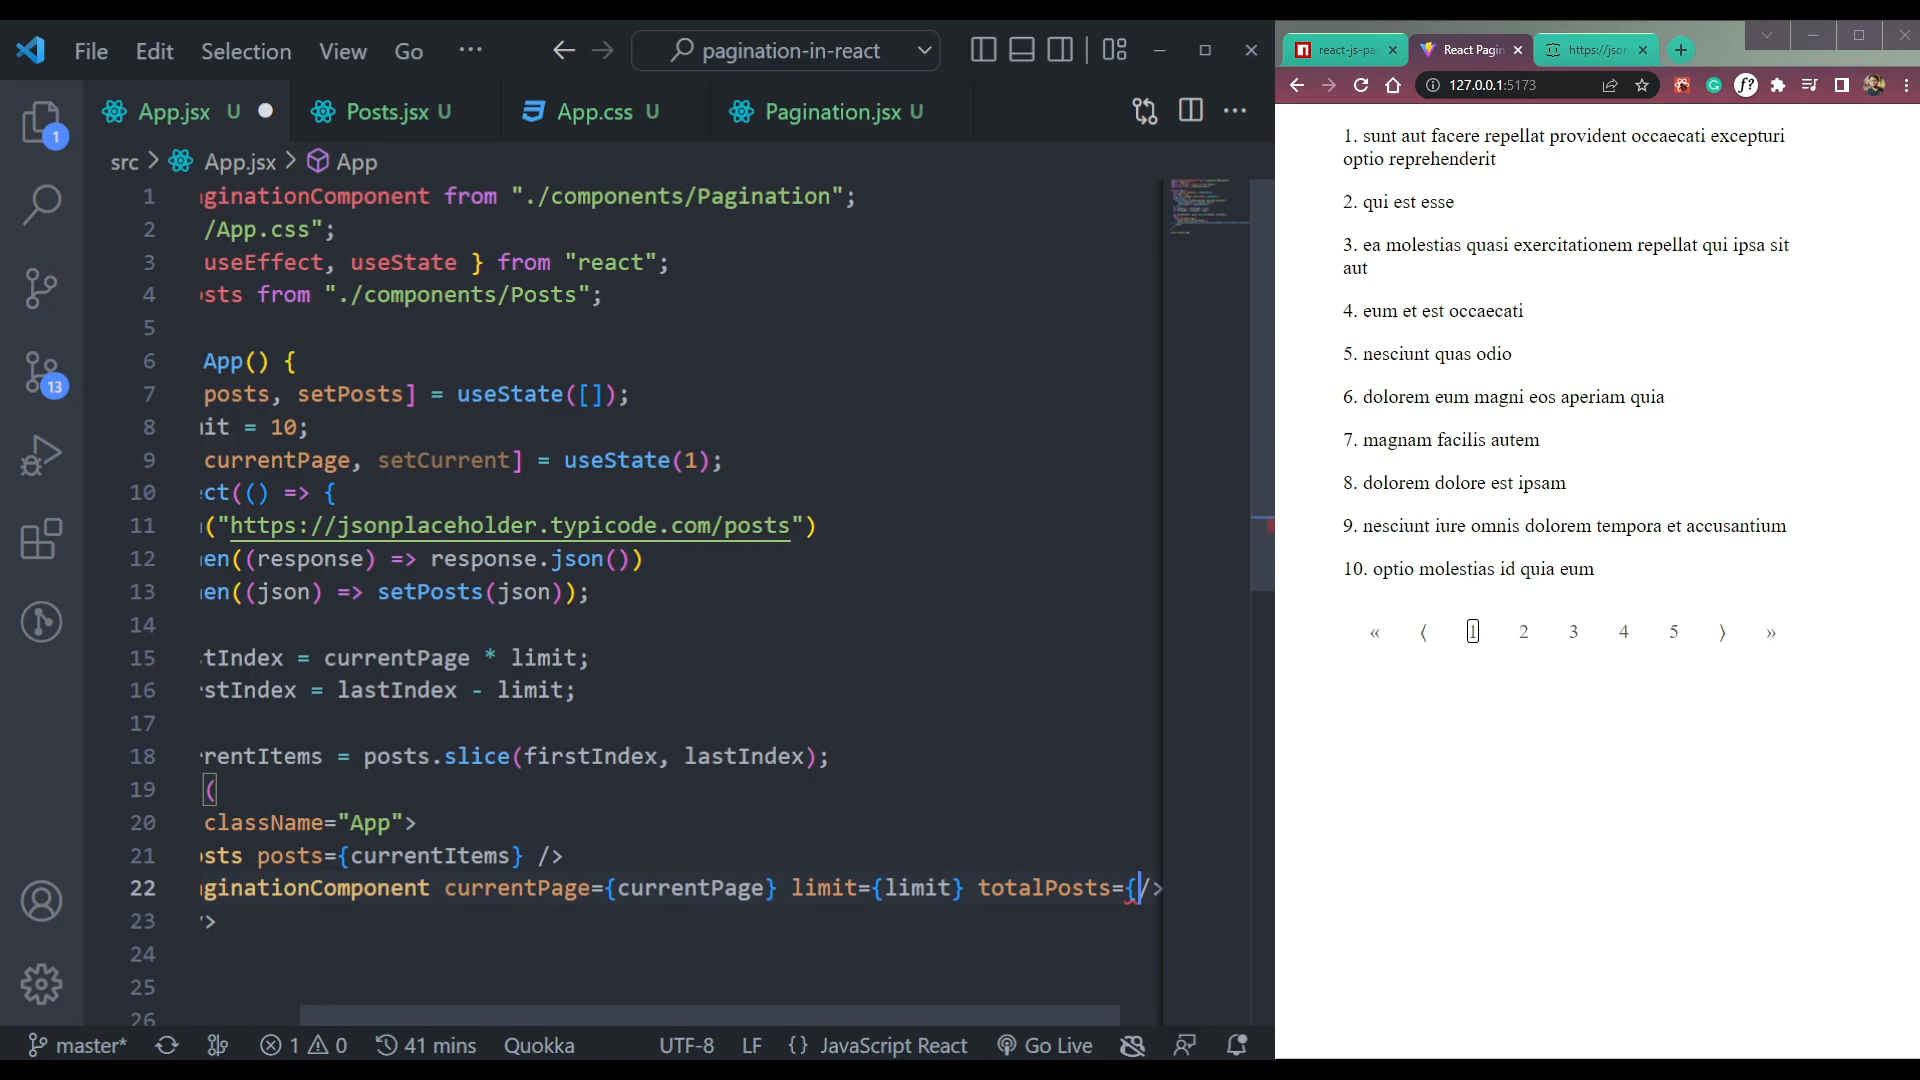 File Edit Selection View Go ··· pagination-in-react
App.jsx U Posts.jsx U App.css U Pagination.jsx U ···
src > App.jsx > App
1 ginationComponent from "./components/Pagination";
2 /App.css";
3 useEffect, useState } from "react";
4 sts from "./components/Posts";
5
6 App() {
7 posts, setPosts] = useState([]);
8 it = 10;
9 currentPage, setCurrent] = useState(1);
10 ct(() => {
11 ("https://jsonplaceholder.typicode.com/posts")
12 en((response) => response.json())
13 en((json) => setPosts(json));
14
15 tIndex = currentPage * limit;
16 stIndex = lastIndex - limit;
17
18 rentItems = posts.slice(firstIndex, lastIndex);
19 (
20 className="App">
21 sts posts={currentItems} />
22 ginationComponent currentPage={currentPage} limit={limit} totalPosts={/>
23 >
24
25
26
1
13
master* 1 0 41 mins Quokka UTF-8 LF {} JavaScript React Go Live
react-js-pa React Pagin https://json
127.0.0.1:5173
1. sunt aut facere repellat provident occaecati excepturi
optio reprehenderit
2. qui est esse
3. ea molestias quasi exercitationem repellat qui ipsa sit
aut
4. eum et est occaecati
5. nesciunt quas odio
6. dolorem eum magni eos aperiam quia
7. magnam facilis autem
8. dolorem dolore est ipsam
9. nesciunt iure omnis dolorem tempora et accusantium
10. optio molestias id quia eum
« ⟨ 1 2 3 4 5 ⟩ »